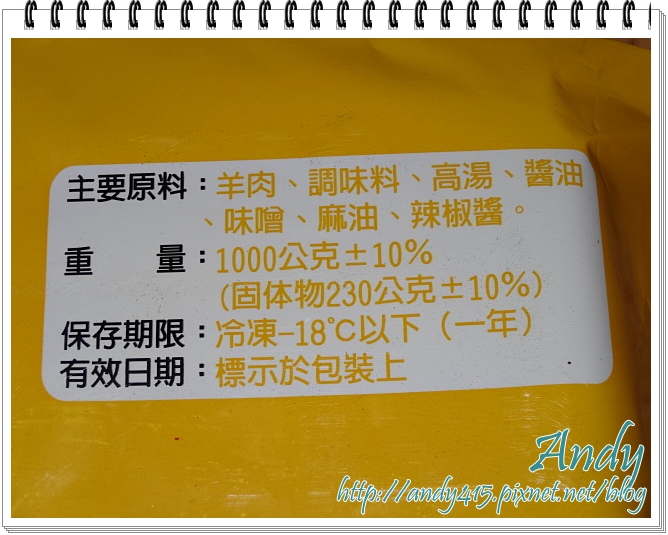 主要原料：羊肉、調味料、高湯、醬油
、味噌、麻油、辣椒醬。
重　　量：1000公克±10%
(固体物230公克±10%)
保存期限：冷凍-18℃以下（一年）
有效日期：標示於包裝上
Andy
http://andy415.pixnet.net/blog